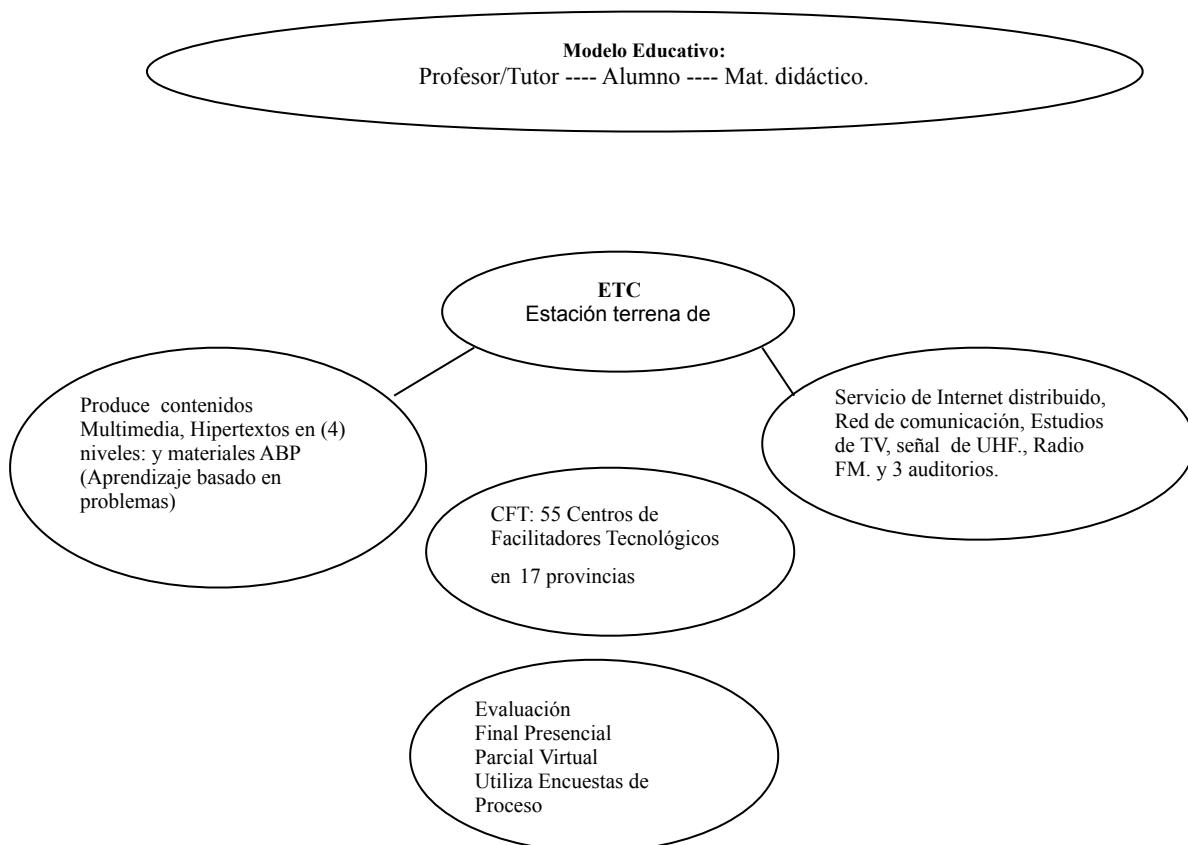 Modelo Educativo:
Profesor/Tutor ---- Alumno ---- Mat. didáctico.
ETC
Estación terrena de
Produce contenidos
Multimedia, Hipertextos en (4)
niveles: y materiales ABP
(Aprendizaje basado en
problemas)
Servicio de Internet distribuido,
Red de comunicación, Estudios
de TV, señal de UHF., Radio
FM. y 3 auditorios.
CFT: 55 Centros de
Facilitadores Tecnológicos
en 17 provincias
Evaluación
Final Presencial
Parcial Virtual
Utiliza Encuestas de
Proceso